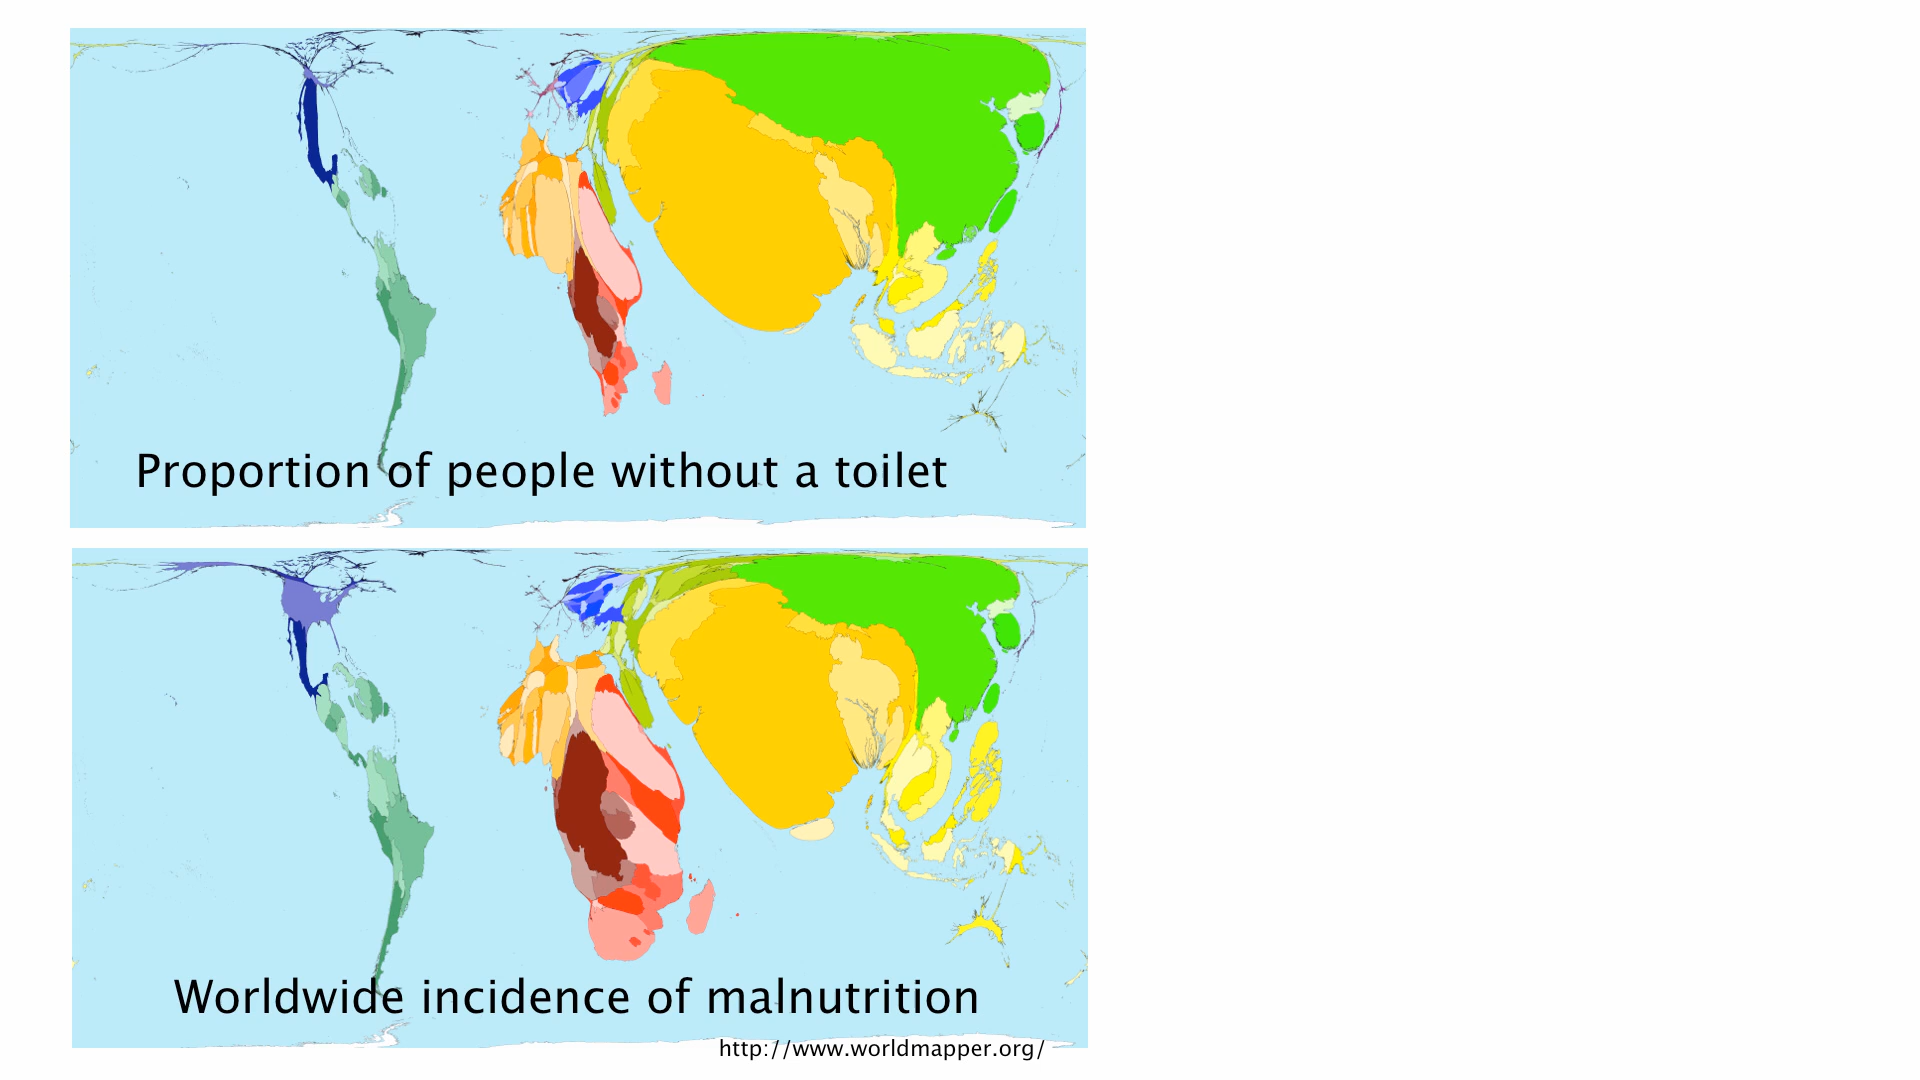 Proportion of people without a toilet
Worldwide incidence of malnutrition
http://www.worldmapper.org/